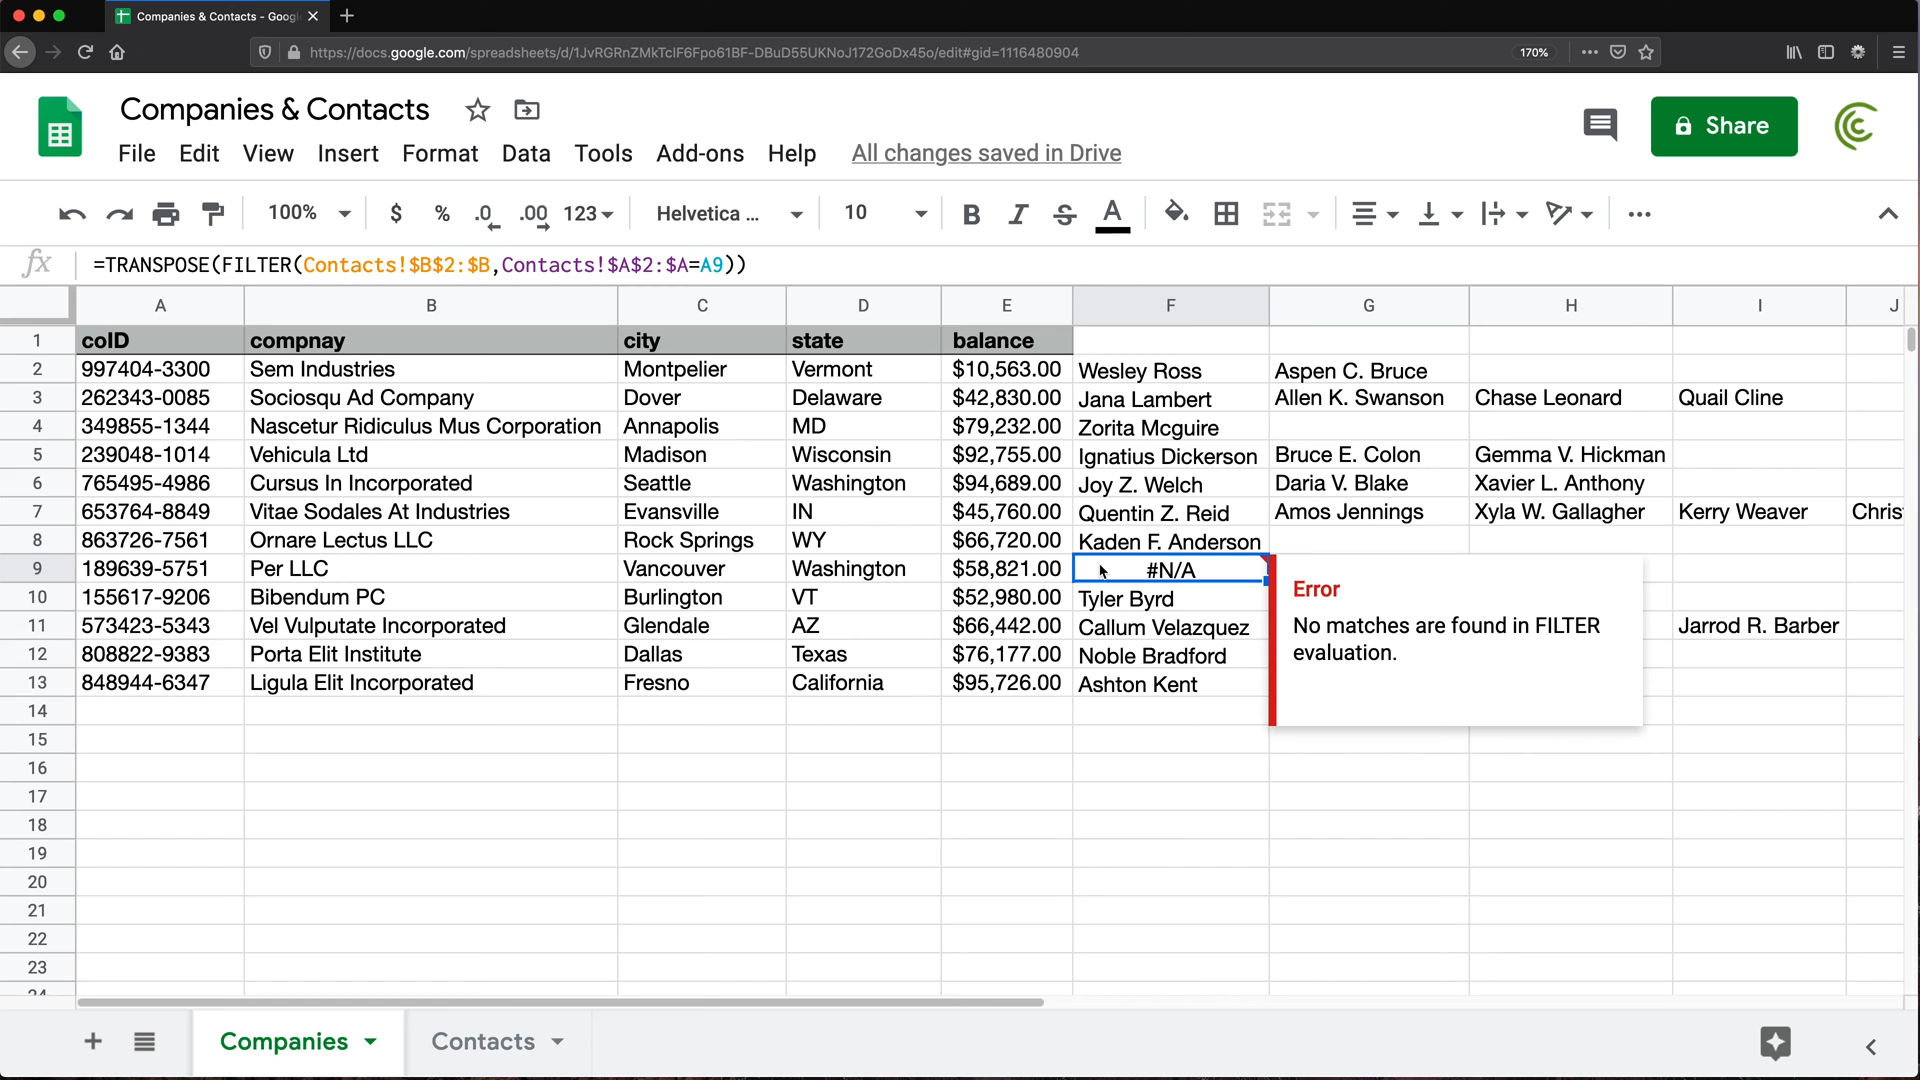 Companies & Contacts - Googl
https://docs.google.com/spreadsheets/d/1JvRGRnZMkTclF6Fpo61BF-DBuD55UKNoJ172GoDx45o/edit#gid=1116480904 170%
Companies & Contacts
Share
File Edit View Insert Format Data Tools Add-ons Help All changes saved in Drive
100% $ % .0 .00 123 Helvetica ... 10 B I S A
fx =TRANSPOSE(FILTER(Contacts!$B$2:$B,Contacts!$A$2:$A=A9))
A B C D E F G H I J
1 coID compnay city state balance
2 997404-3300 Sem Industries Montpelier Vermont $10,563.00 Wesley Ross Aspen C. Bruce
3 262343-0085 Sociosqu Ad Company Dover Delaware $42,830.00 Jana Lambert Allen K. Swanson Chase Leonard Quail Cline
4 349855-1344 Nascetur Ridiculus Mus Corporation Annapolis MD $79,232.00 Zorita Mcguire
5 239048-1014 Vehicula Ltd Madison Wisconsin $92,755.00 Ignatius Dickerson Bruce E. Colon Gemma V. Hickman
6 765495-4986 Cursus In Incorporated Seattle Washington $94,689.00 Joy Z. Welch Daria V. Blake Xavier L. Anthony
7 653764-8849 Vitae Sodales At Industries Evansville IN $45,760.00 Quentin Z. Reid Amos Jennings Xyla W. Gallagher Kerry Weaver Chris
8 863726-7561 Ornare Lectus LLC Rock Springs WY $66,720.00 Kaden F. Anderson
9 189639-5751 Per LLC Vancouver Washington $58,821.00 #N/A
Error
No matches are found in FILTER
evaluation.
10 155617-9206 Bibendum PC Burlington VT $52,980.00 Tyler Byrd
11 573423-5343 Vel Vulputate Incorporated Glendale AZ $66,442.00 Callum Velazquez Jarrod R. Barber
12 808822-9383 Porta Elit Institute Dallas Texas $76,177.00 Noble Bradford
13 848944-6347 Ligula Elit Incorporated Fresno California $95,726.00 Ashton Kent
14
15
16
17
18
19
20
21
22
23
24
Companies Contacts